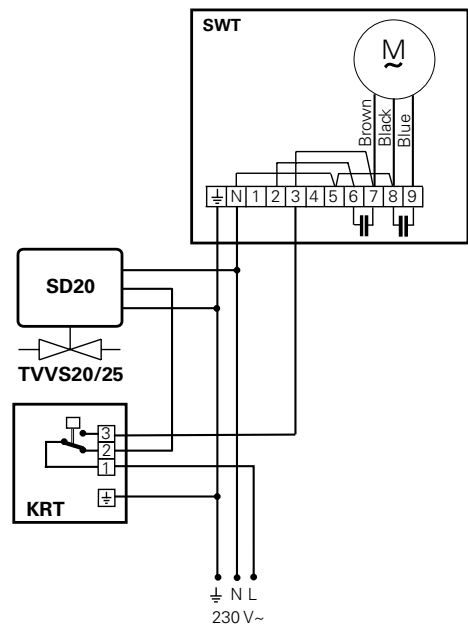 SWT
M
~
Brown
Black
Blue
⏚ N 1 2 3 4 5 6 7 8 9
SD20
TVVS20/25
3
2
1
⏚
KRT
⏚ N L
230 V~